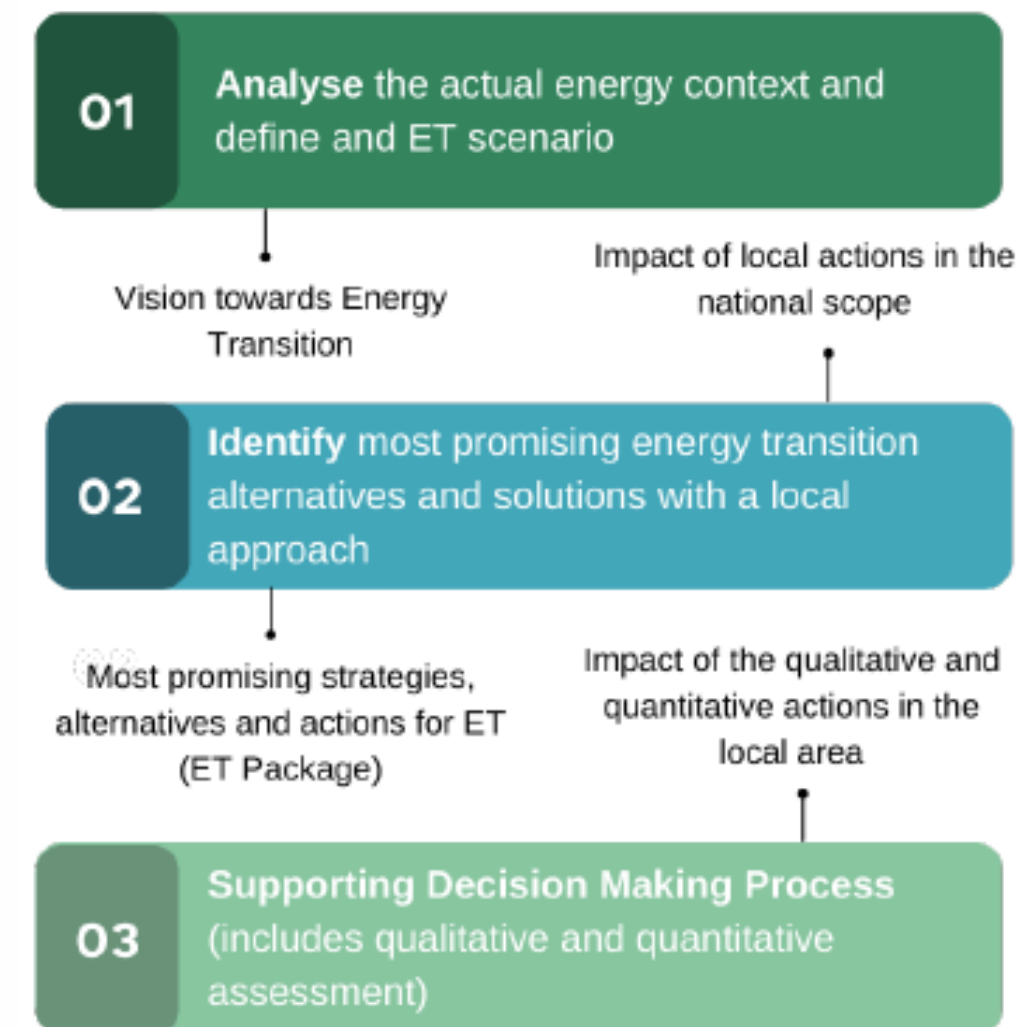 01
Analyse the actual energy context and
define and ET scenario
Vision towards Energy
Transition
Impact of local actions in the
national scope
02
Identify most promising energy transition
alternatives and solutions with a local
approach
Most promising strategies,
alternatives and actions for ET
(ET Package)
Impact of the qualitative and
quantitative actions in the
local area
03
Supporting Decision Making Process
(includes qualitative and quantitative
assessment)